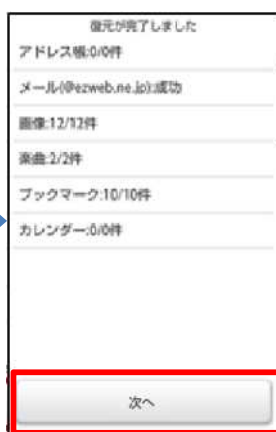 復元が完了しました
アドレス帳:0/0件
メール(@ezweb.ne.jp):成功
画像:12/12件
楽曲:2/2件
ブックマーク:10/10件
カレンダー:0/0件
次へ